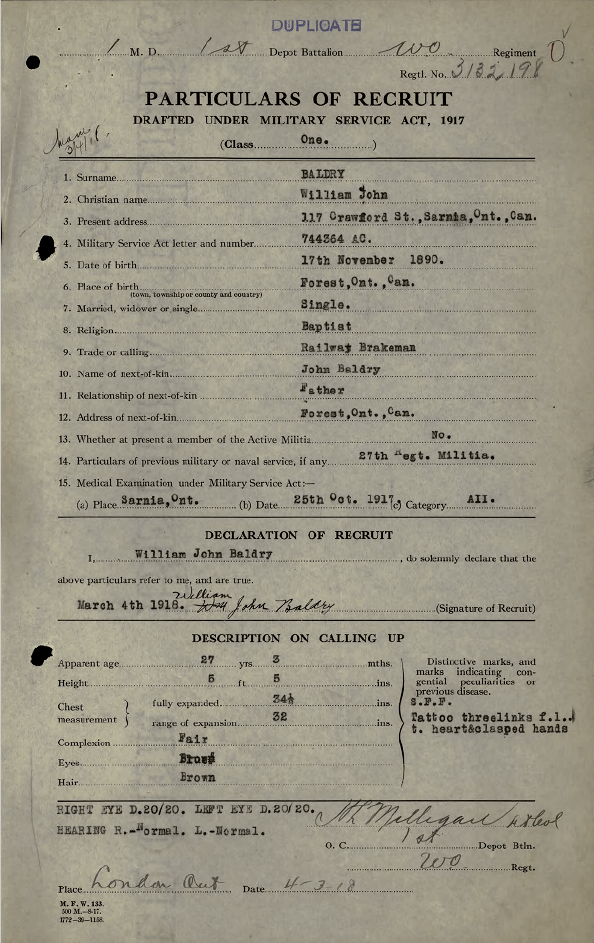 DUPLICATE
1 M. D. 1st Depot Battalion WO Regiment
Regtl. No. 3132198
PARTICULARS OF RECRUIT
DRAFTED UNDER MILITARY SERVICE ACT, 1917
(Class One. )
1. Surname BALDRY
2. Christian name William John
3. Present address 117 Crawford St.,Sarnia,Ont.,Can.
4. Military Service Act letter and number 744364 AC.
5. Date of birth 17th November 1890.
6. Place of birth Forest,Ont.,Can.
(town, township or county and country)
7. Married, widower or single Single.
8. Religion Baptist
9. Trade or calling Railway Brakeman
10. Name of next-of-kin John Baldry
11. Relationship of next-of-kin Father
12. Address of next-of-kin Forest,Ont.,Can.
13. Whether at present a member of the Active Militia No.
14. Particulars of previous military or naval service, if any 27th Regt. Militia.
15. Medical Examination under Military Service Act:—
(a) Place Sarnia,Ont. (b) Date 25th Oct. 1917. (c) Category AII.
DECLARATION OF RECRUIT
I, William John Baldry , do solemnly declare that the
above particulars refer to me, and are true.
William
March 4th 1918. John Baldry (Signature of Recruit)
DESCRIPTION ON CALLING UP
Apparent age 27 yrs. 3 mths.
Height 5 ft. 5 ins.
Chest measurement fully expanded 34½ ins.
range of expansion 32 ins.
Complexion Fair
Eyes
Hair Brown
Distinctive marks, and
marks indicating con-
genital peculiarities or
previous disease.
S.F.F.
Tattoo threelinks f.l.
t. heart&clasped hands
RIGHT EYE D.20/20. LEFT EYE D.20/20.
HEARING R.-Normal. L.-Normal.
Milligan
O. C. 1st Depot Btln.
WO Regt.
Place London Ont Date 4-3-18
M. F. W. 133.
500 M.—8-17.
1772—39—1158.